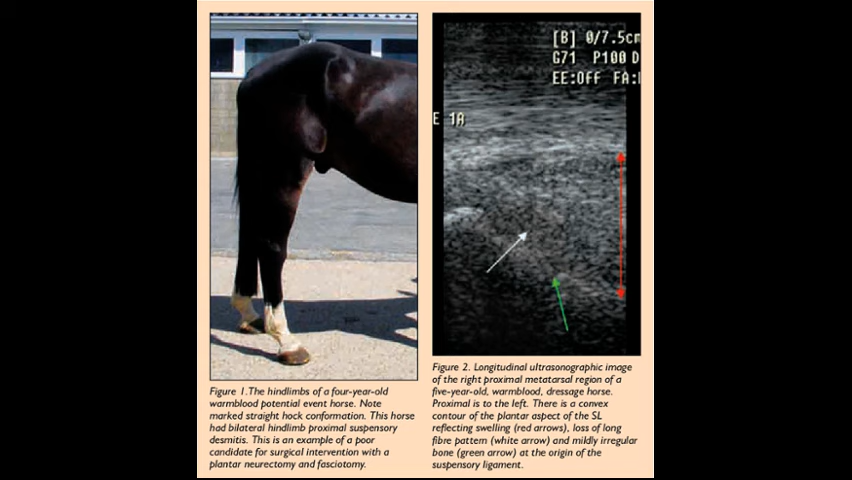 [B] 0/7.5cm
G71 P100 D
EE:OFF FA:
E 1A
Figure 1.The hindlimbs of a four-year-old
warmblood potential event horse. Note
marked straight hock conformation. This horse
had bilateral hindlimb proximal suspensory
desmitis. This is an example of a poor
candidate for surgical intervention with a
plantar neurectomy and fasciotomy.
Figure 2. Longitudinal ultrasonographic image
of the right proximal metatarsal region of a
five-year-old, warmblood, dressage horse.
Proximal is to the left. There is a convex
contour of the plantar aspect of the SL
reflecting swelling (red arrows), loss of long
fibre pattern (white arrow) and mildly irregular
bone (green arrow) at the origin of the
suspensory ligament.